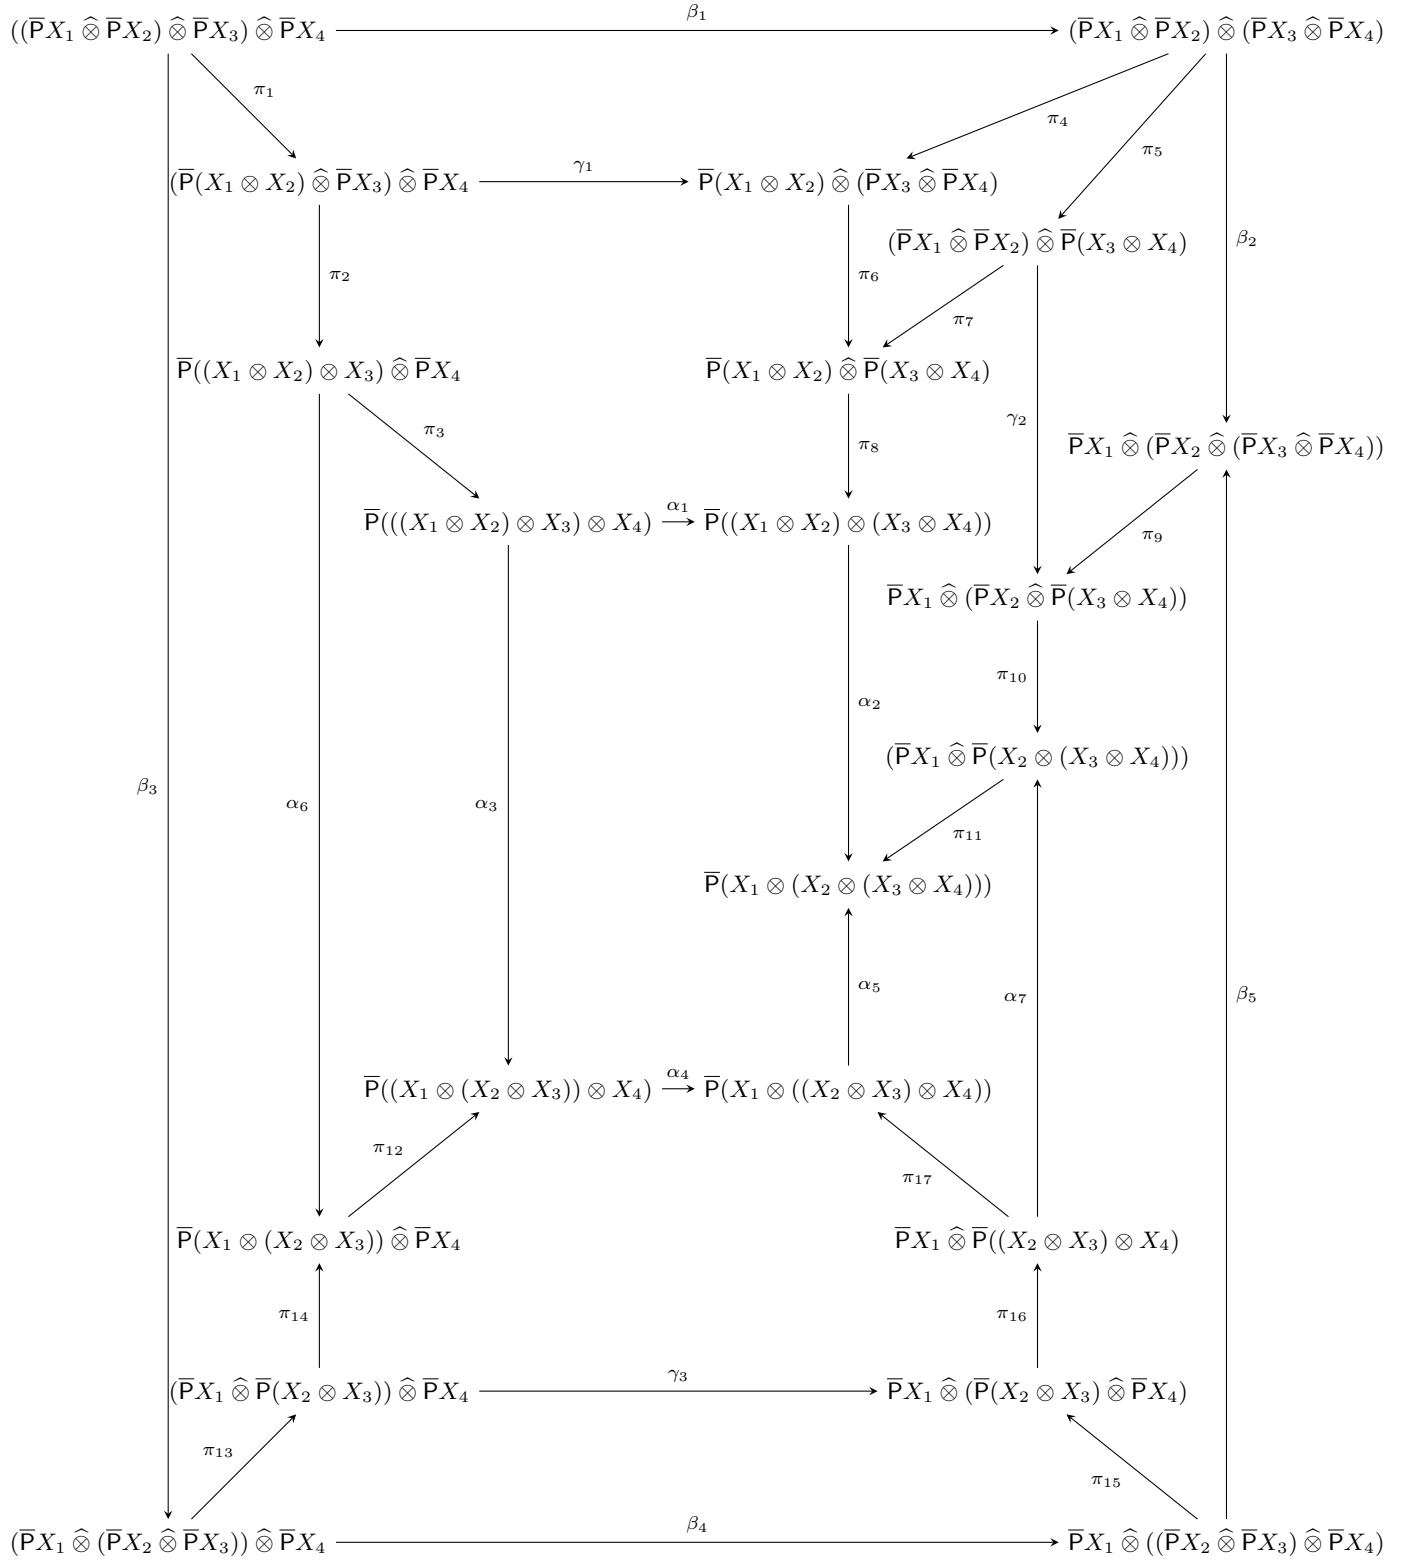 ((P̅X₁ ⊗̂ P̅X₂) ⊗̂ P̅X₃) ⊗̂ P̅X₄ β₁ (P̅X₁ ⊗̂ P̅X₂) ⊗̂ (P̅X₃ ⊗̂ P̅X₄)
π₁ π₄ π₅
(P̅(X₁ ⊗ X₂) ⊗̂ P̅X₃) ⊗̂ P̅X₄ γ₁ P̅(X₁ ⊗ X₂) ⊗̂ (P̅X₃ ⊗̂ P̅X₄)
(P̅X₁ ⊗̂ P̅X₂) ⊗̂ P̅(X₃ ⊗ X₄) β₂
π₂ π₆ π₇
P̅((X₁ ⊗ X₂) ⊗ X₃) ⊗̂ P̅X₄ P̅(X₁ ⊗ X₂) ⊗̂ P̅(X₃ ⊗ X₄)
π₃ π₈ γ₂
P̅X₁ ⊗̂ (P̅X₂ ⊗̂ (P̅X₃ ⊗̂ P̅X₄))
P̅(((X₁ ⊗ X₂) ⊗ X₃) ⊗ X₄) α₁ P̅((X₁ ⊗ X₂) ⊗ (X₃ ⊗ X₄)) π₉
P̅X₁ ⊗̂ (P̅X₂ ⊗̂ P̅(X₃ ⊗ X₄))
α₂ π₁₀
(P̅X₁ ⊗̂ P̅(X₂ ⊗ (X₃ ⊗ X₄)))
β₃ α₆ α₃ π₁₁
P̅(X₁ ⊗ (X₂ ⊗ (X₃ ⊗ X₄)))
α₅ α₇ β₅
P̅((X₁ ⊗ (X₂ ⊗ X₃)) ⊗ X₄) α₄ P̅(X₁ ⊗ ((X₂ ⊗ X₃) ⊗ X₄))
π₁₂ π₁₇
P̅(X₁ ⊗ (X₂ ⊗ X₃)) ⊗̂ P̅X₄ P̅X₁ ⊗̂ P̅((X₂ ⊗ X₃) ⊗ X₄)
π₁₄ π₁₆
(P̅X₁ ⊗̂ P̅(X₂ ⊗ X₃)) ⊗̂ P̅X₄ γ₃ P̅X₁ ⊗̂ (P̅(X₂ ⊗ X₃) ⊗̂ P̅X₄)
π₁₃ π₁₅
(P̅X₁ ⊗̂ (P̅X₂ ⊗̂ P̅X₃)) ⊗̂ P̅X₄ β₄ P̅X₁ ⊗̂ ((P̅X₂ ⊗̂ P̅X₃) ⊗̂ P̅X₄)